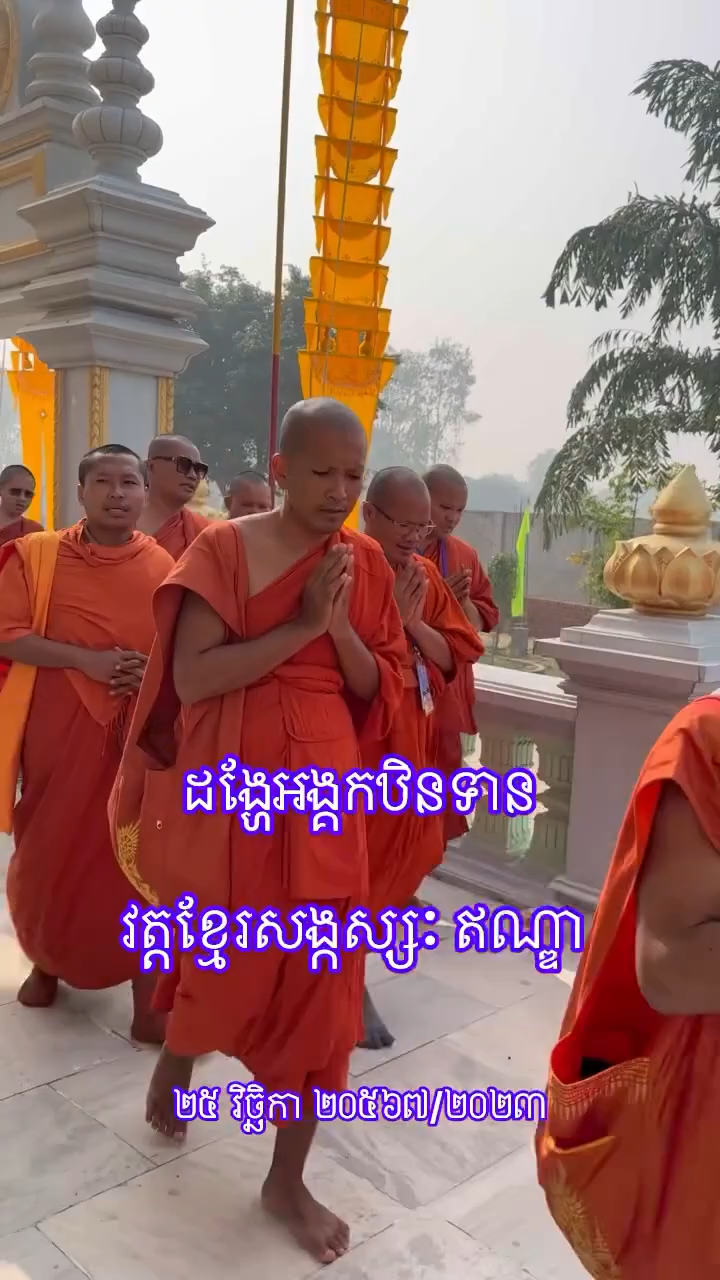 ដង្ហែអង្គកឋិនទាន
វត្តខ្មែរសង្កស្សៈ ឥណ្ឌា
២៥ វិច្ឆិកា ២០៥៦៧/២០២៣